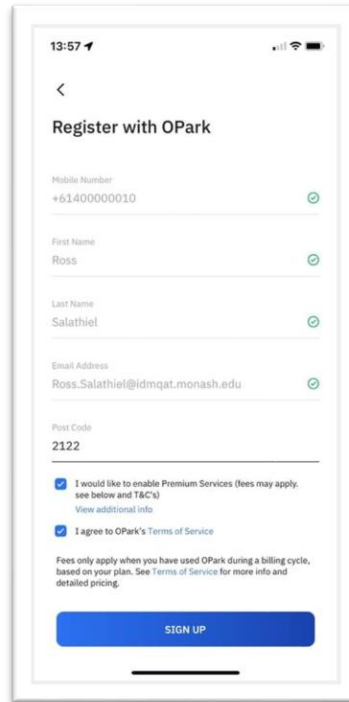 13:57
Register with OPark
Mobile Number
+61400000010
First Name
Ross
Last Name
Salathiel
Email Address
Ross.Salathiel@idmqat.monash.edu
Post Code
2122
I would like to enable Premium Services (fees may apply.
see below and T&C's)
View additional info
I agree to OPark's Terms of Service
Fees only apply when you have used OPark during a billing cycle,
based on your plan. See Terms of Service for more info and
detailed pricing.
SIGN UP